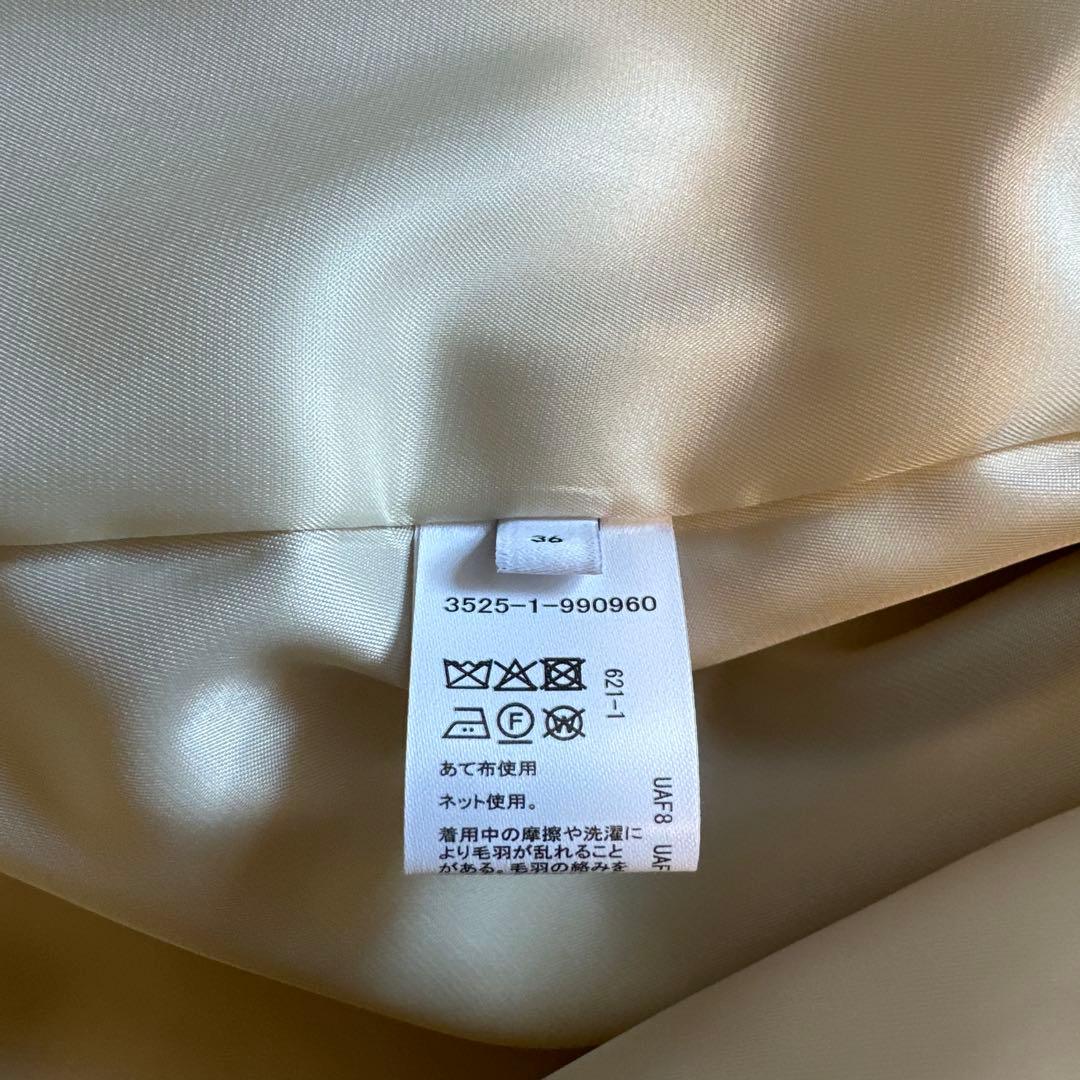 36
3525-1-990960
621-1
F
W
あて布使用
ネット使用。
着用中の摩擦や洗濯に
より毛羽が乱れること
がある。毛羽の絡みを
UAF8 UAF